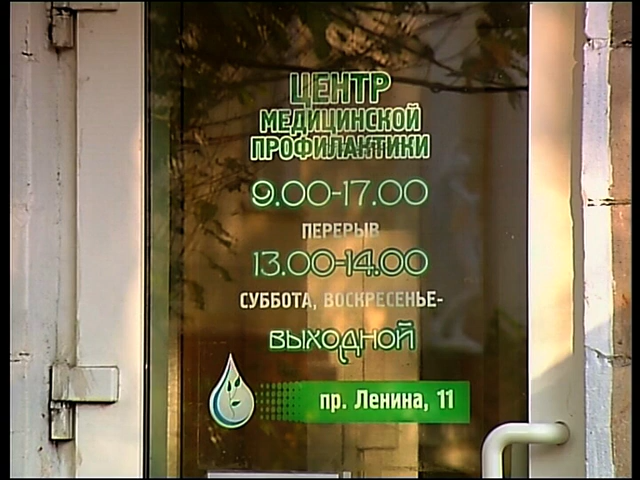 ЦЕНТР
МЕДИЦИНСКОЙ
ПРОФИЛАКТИКИ
9.00-17.00
ПЕРЕРЫВ
13.00-14.00
СУББОТА, ВОСКРЕСЕНЬЕ-
ВЫХОДНОЙ
пр. Ленина, 11